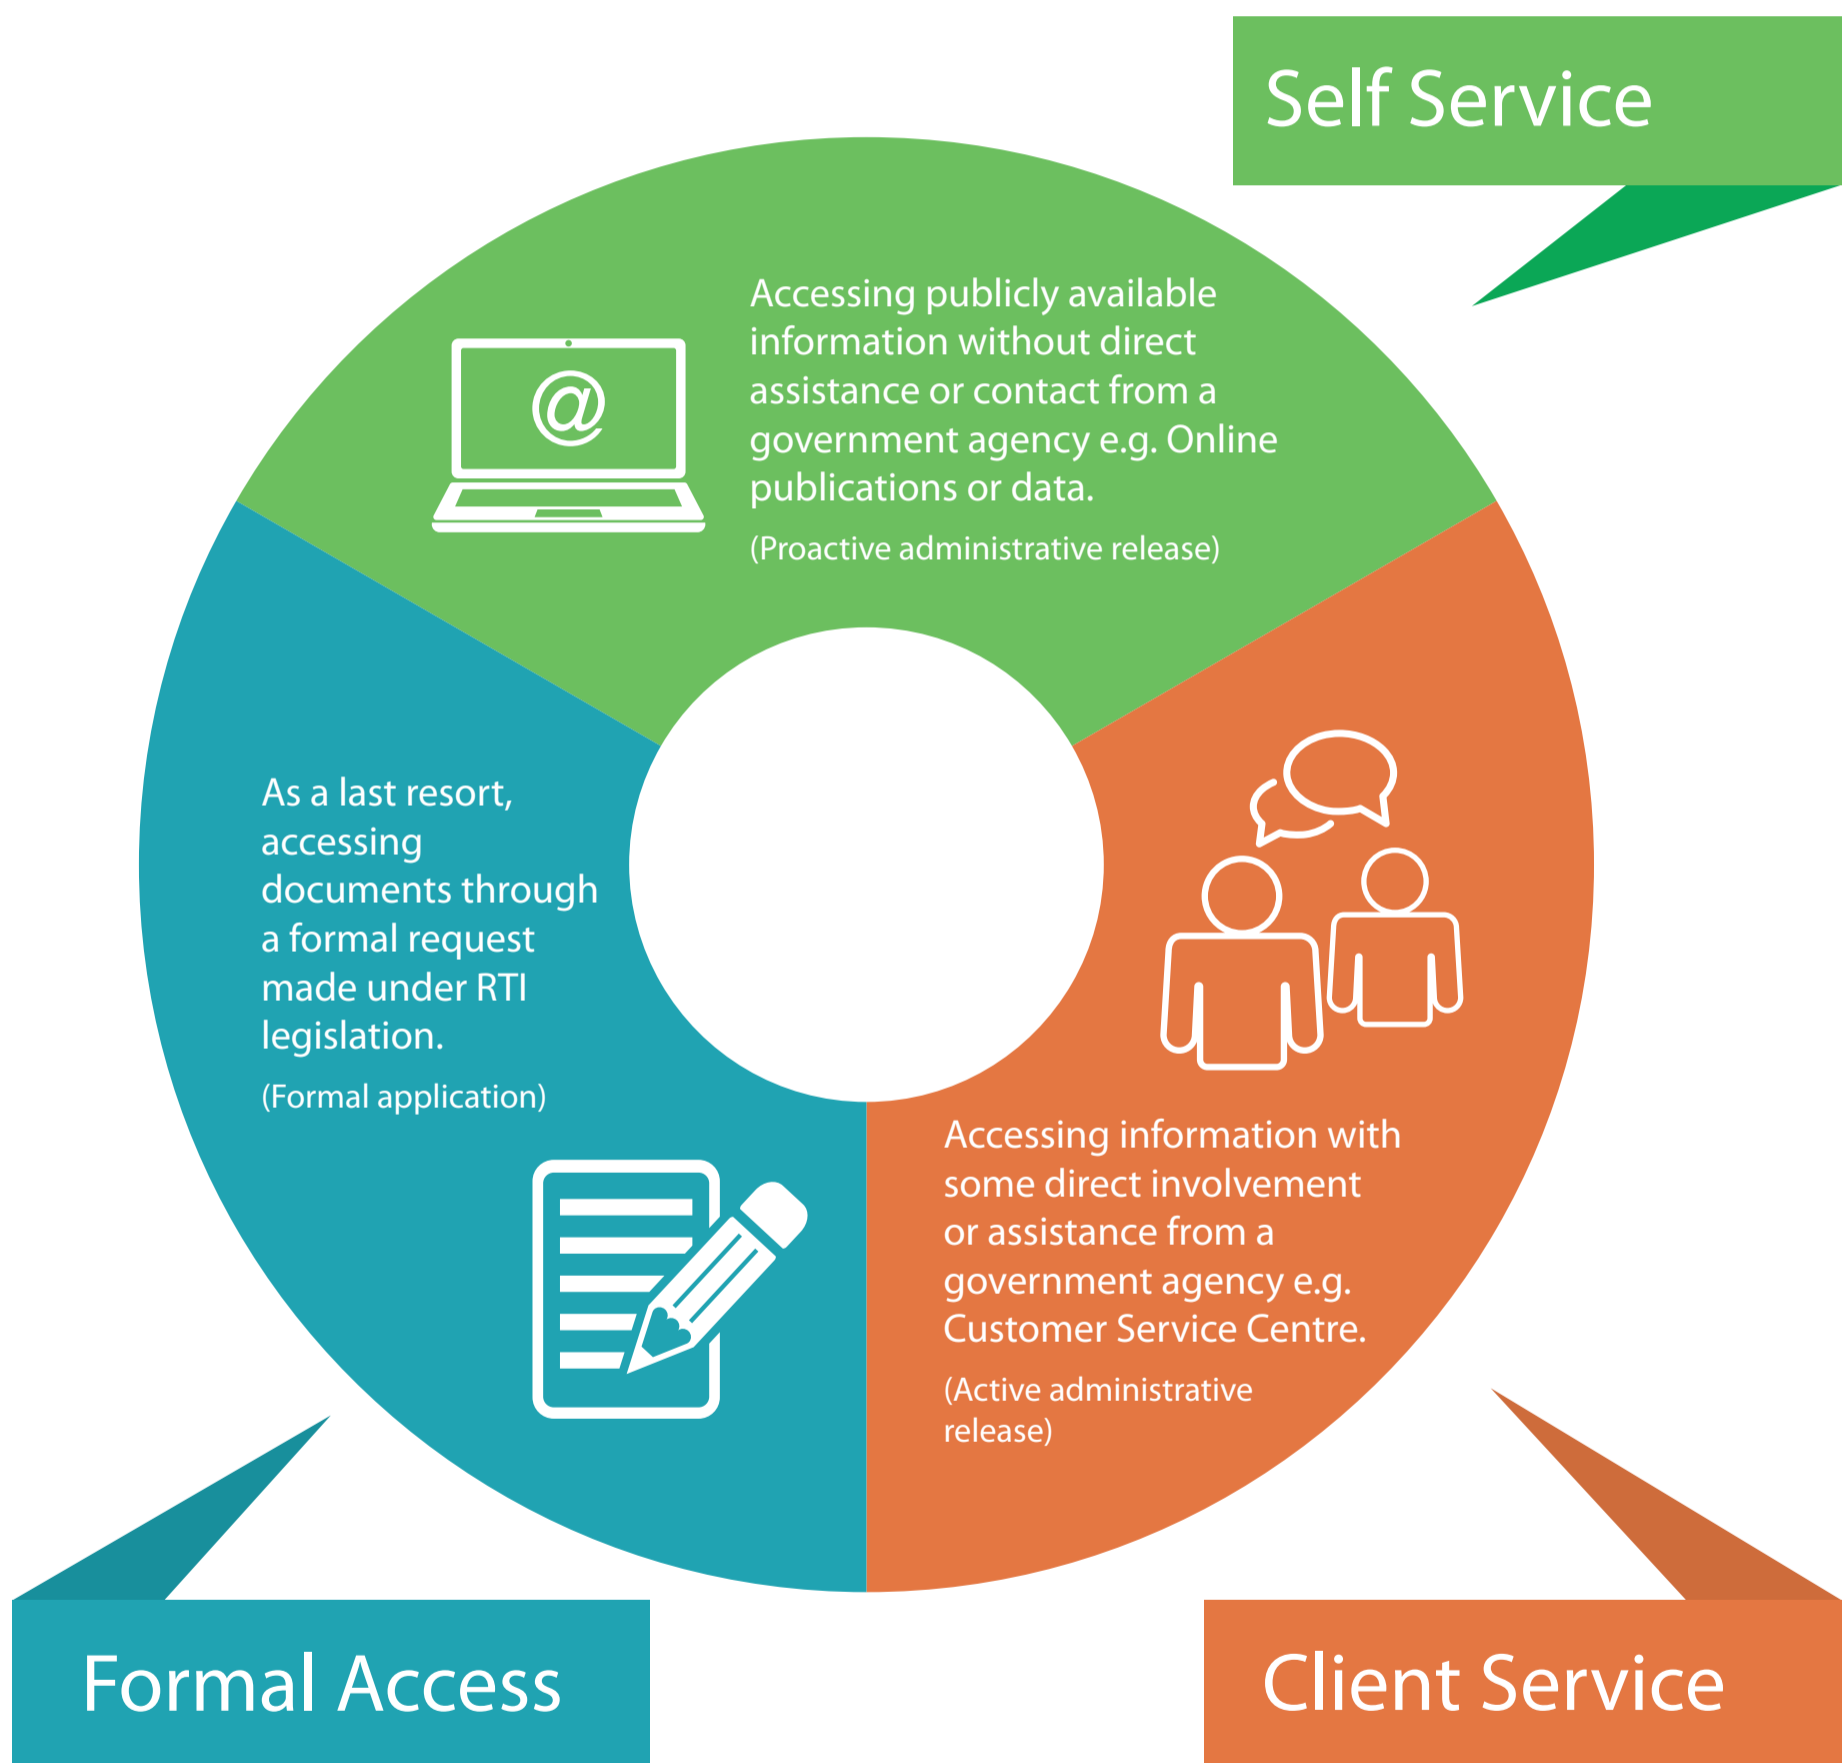 Self Service
Accessing publicly available
information without direct
assistance or contact from a
government agency e.g. Online
publications or data.
(Proactive administrative release)
@
As a last resort,
accessing
documents through
a formal request
made under RTI
legislation.
(Formal application)
Accessing information with
some direct involvement
or assistance from a
government agency e.g.
Customer Service Centre.
(Active administrative
release)
Formal Access
Client Service